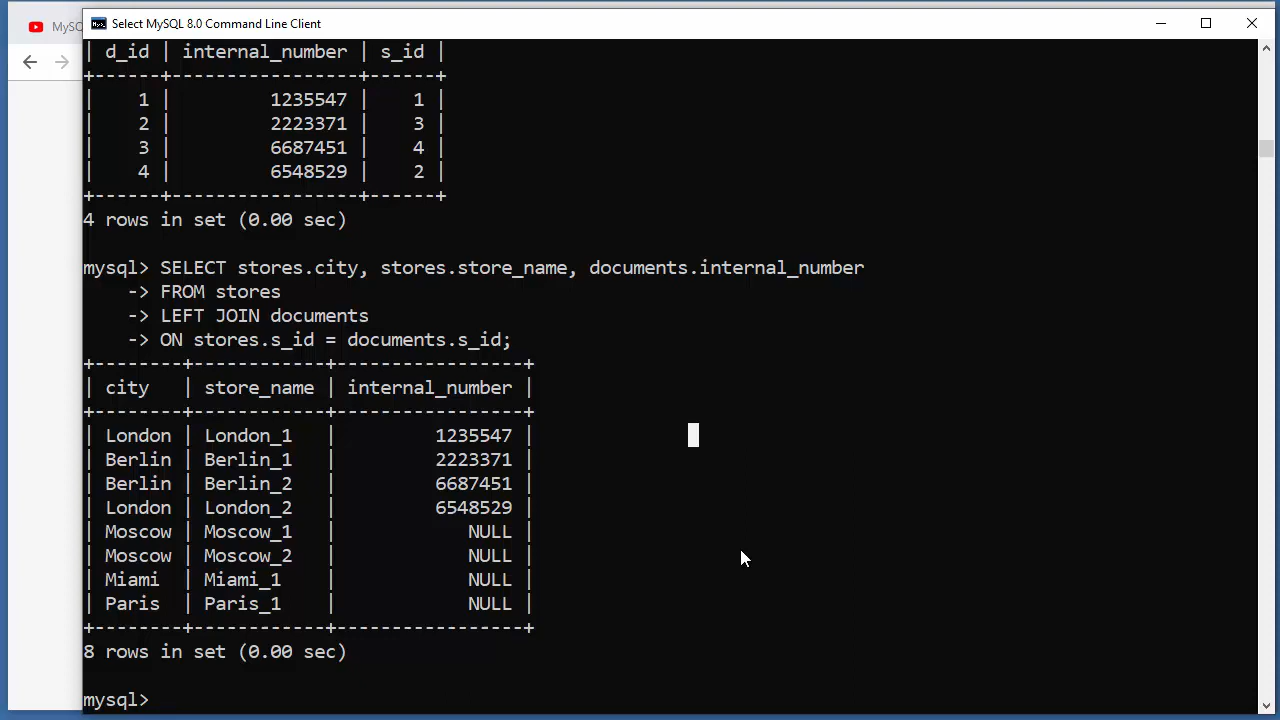 MySQ
Select MySQL 8.0 Command Line Client
| d_id | internal_number | s_id |
+------+-----------------+------+
| 1 | 1235547 | 1 |
| 2 | 2223371 | 3 |
| 3 | 6687451 | 4 |
| 4 | 6548529 | 2 |
+------+-----------------+------+
4 rows in set (0.00 sec)
mysql> SELECT stores.city, stores.store_name, documents.internal_number
-> FROM stores
-> LEFT JOIN documents
-> ON stores.s_id = documents.s_id;
+--------+------------+-----------------+
| city | store_name | internal_number |
+--------+------------+-----------------+
| London | London_1 | 1235547 |
| Berlin | Berlin_1 | 2223371 |
| Berlin | Berlin_2 | 6687451 |
| London | London_2 | 6548529 |
| Moscow | Moscow_1 | NULL |
| Moscow | Moscow_2 | NULL |
| Miami | Miami_1 | NULL |
| Paris | Paris_1 | NULL |
+--------+------------+-----------------+
8 rows in set (0.00 sec)
mysql>